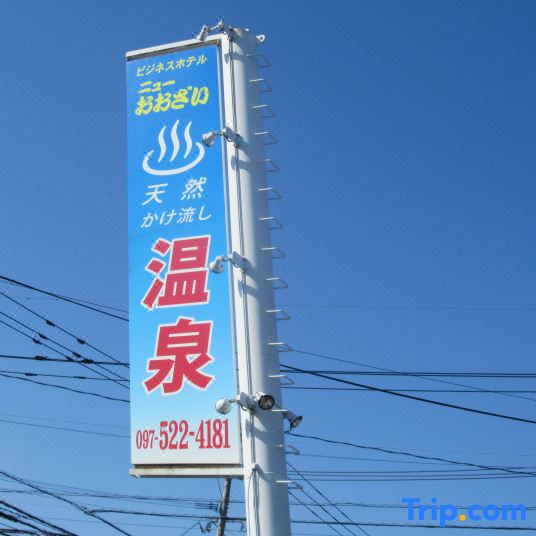 ビジネスホテル
ニュー
おおざい
天然
かけ流し
温
泉
097-522-4181
Trip.com